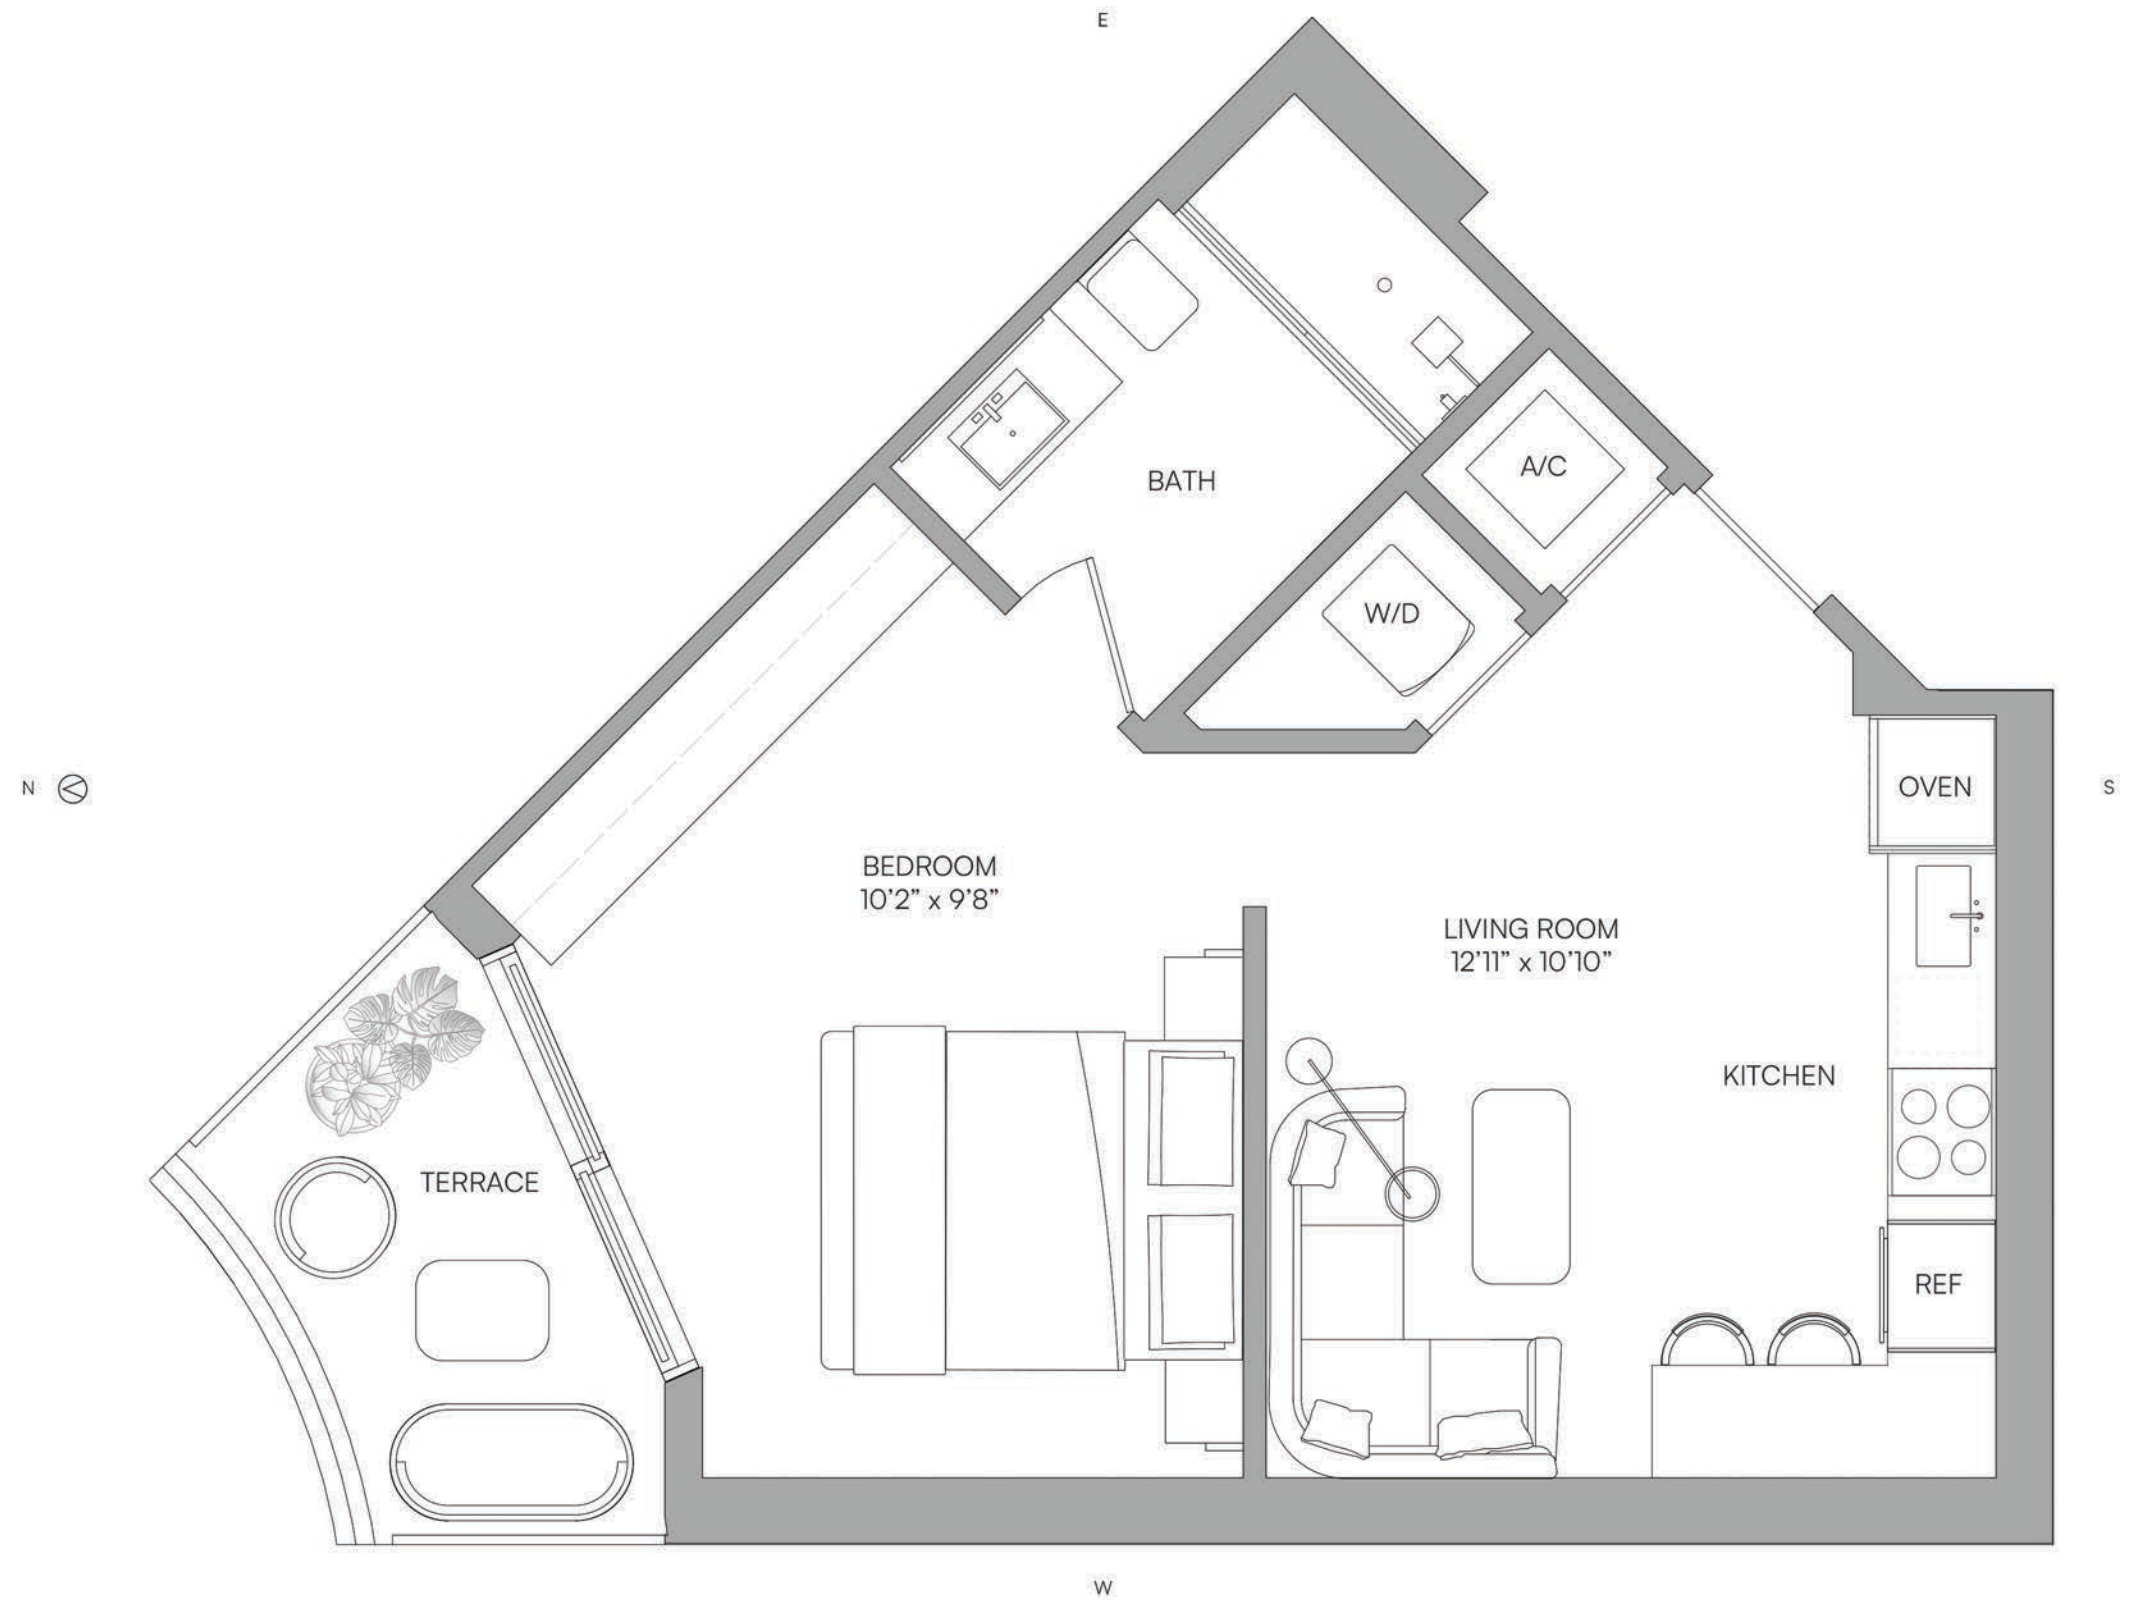 E
BATH
A/C
W/D
N
OVEN
S
BEDROOM
10'2” x 9'8”
LIVING ROOM
12'11” x 10'10”
KITCHEN
TERRACE
REF
W